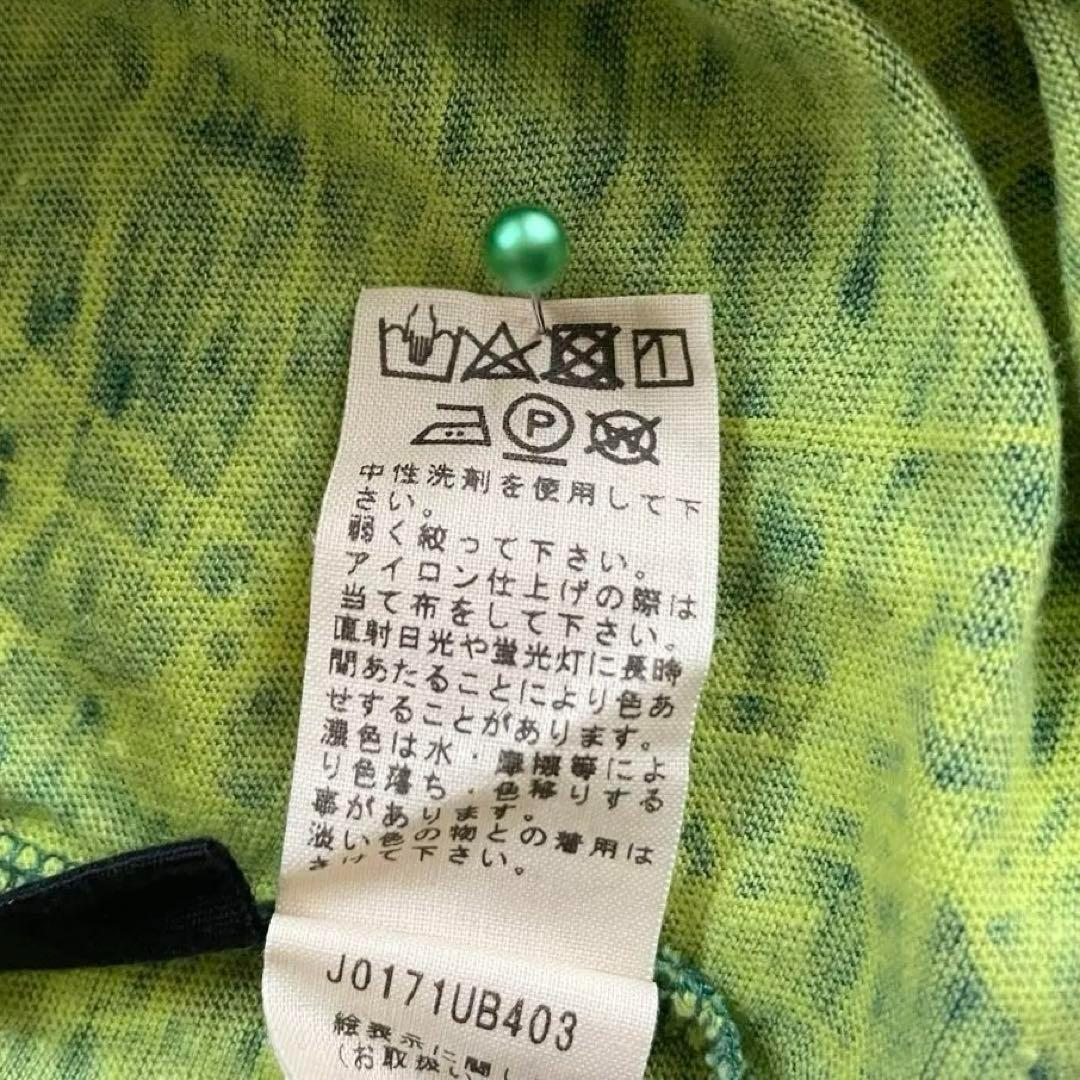 P
W
中性洗剤を使用して下
さい。
弱く絞って下さい。
アイロン仕上げの際は
当て布をして下さい。
直射日光や蛍光灯に長時
間あたることにより色あ
せすることがあります。
濃色は水・摩擦等によ
り色落ち・色移りする
事があります。
淡い色の物との着用は
さけて下さい。
J0171UB403
絵表示に関し
(お取扱い